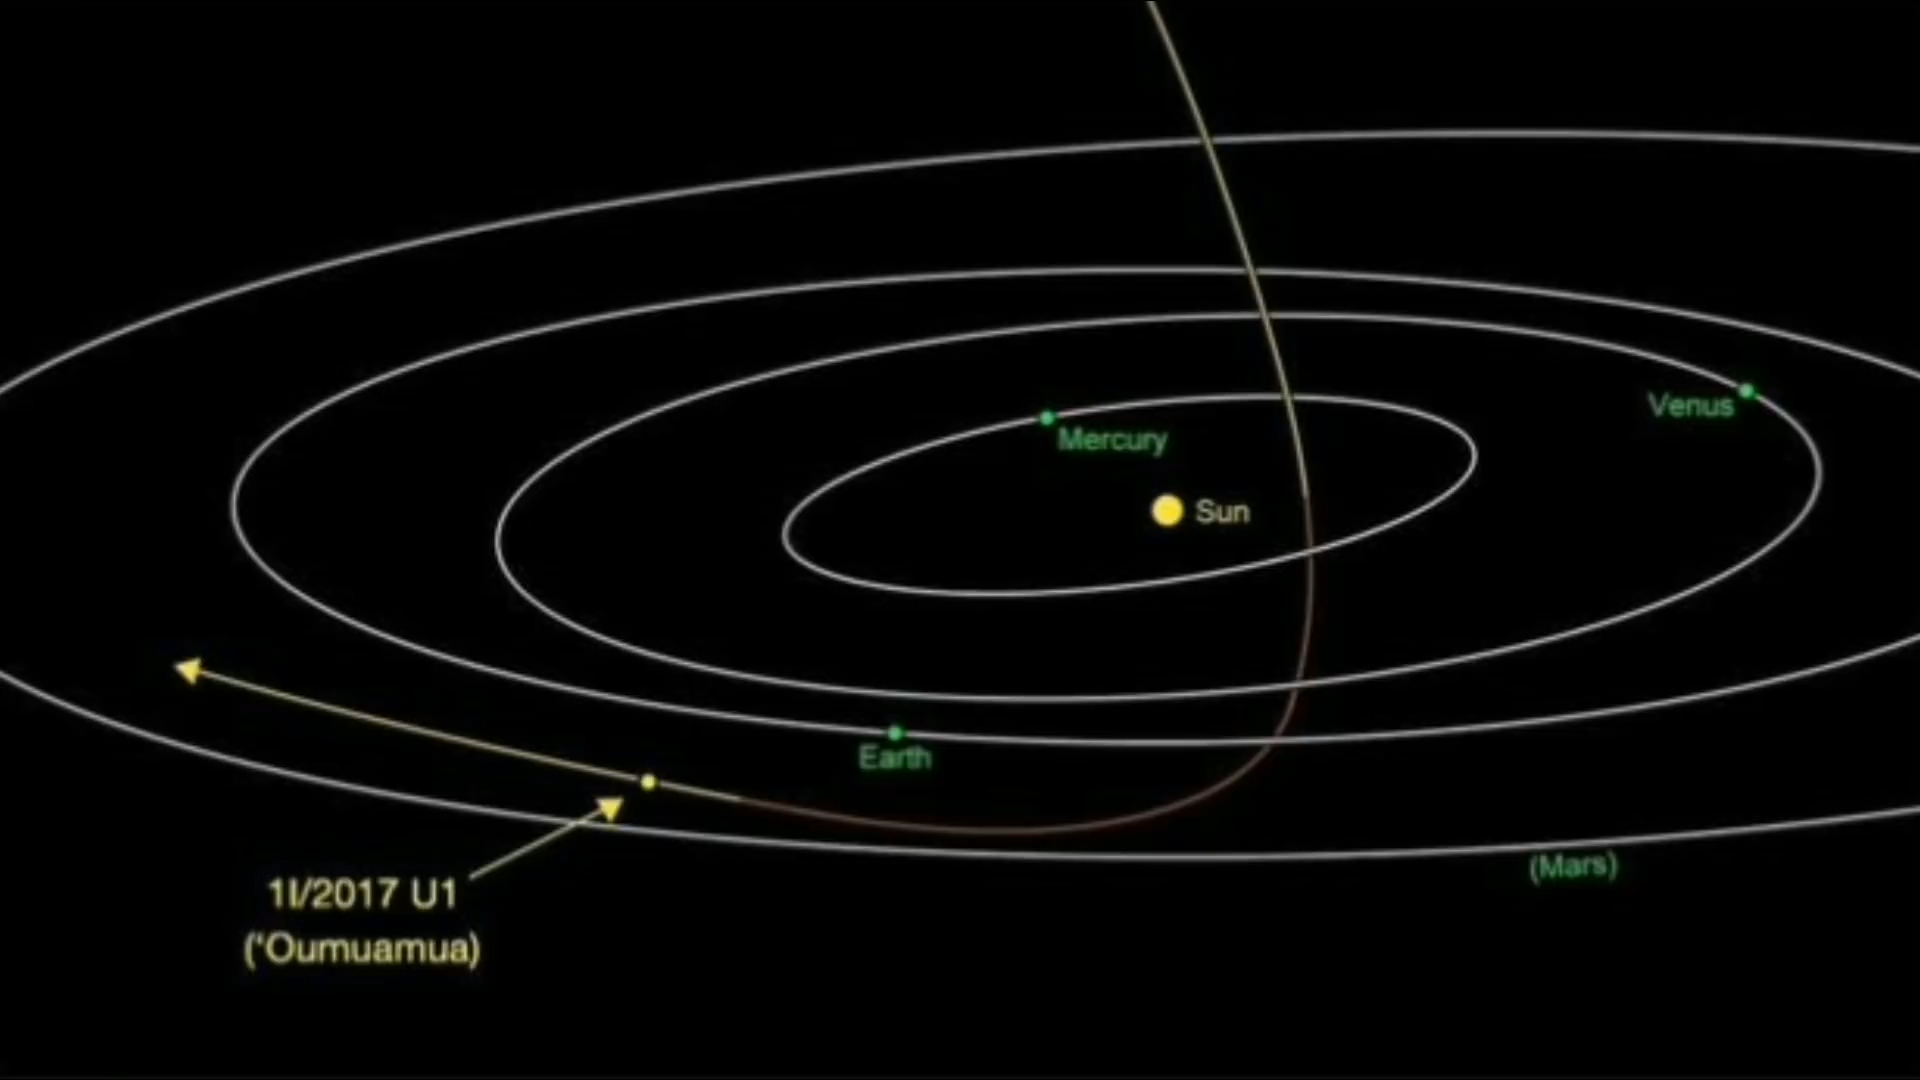 Venus
Mercury
Sun
Earth
(Mars)
1I/2017 U1
(‘Oumuamua)